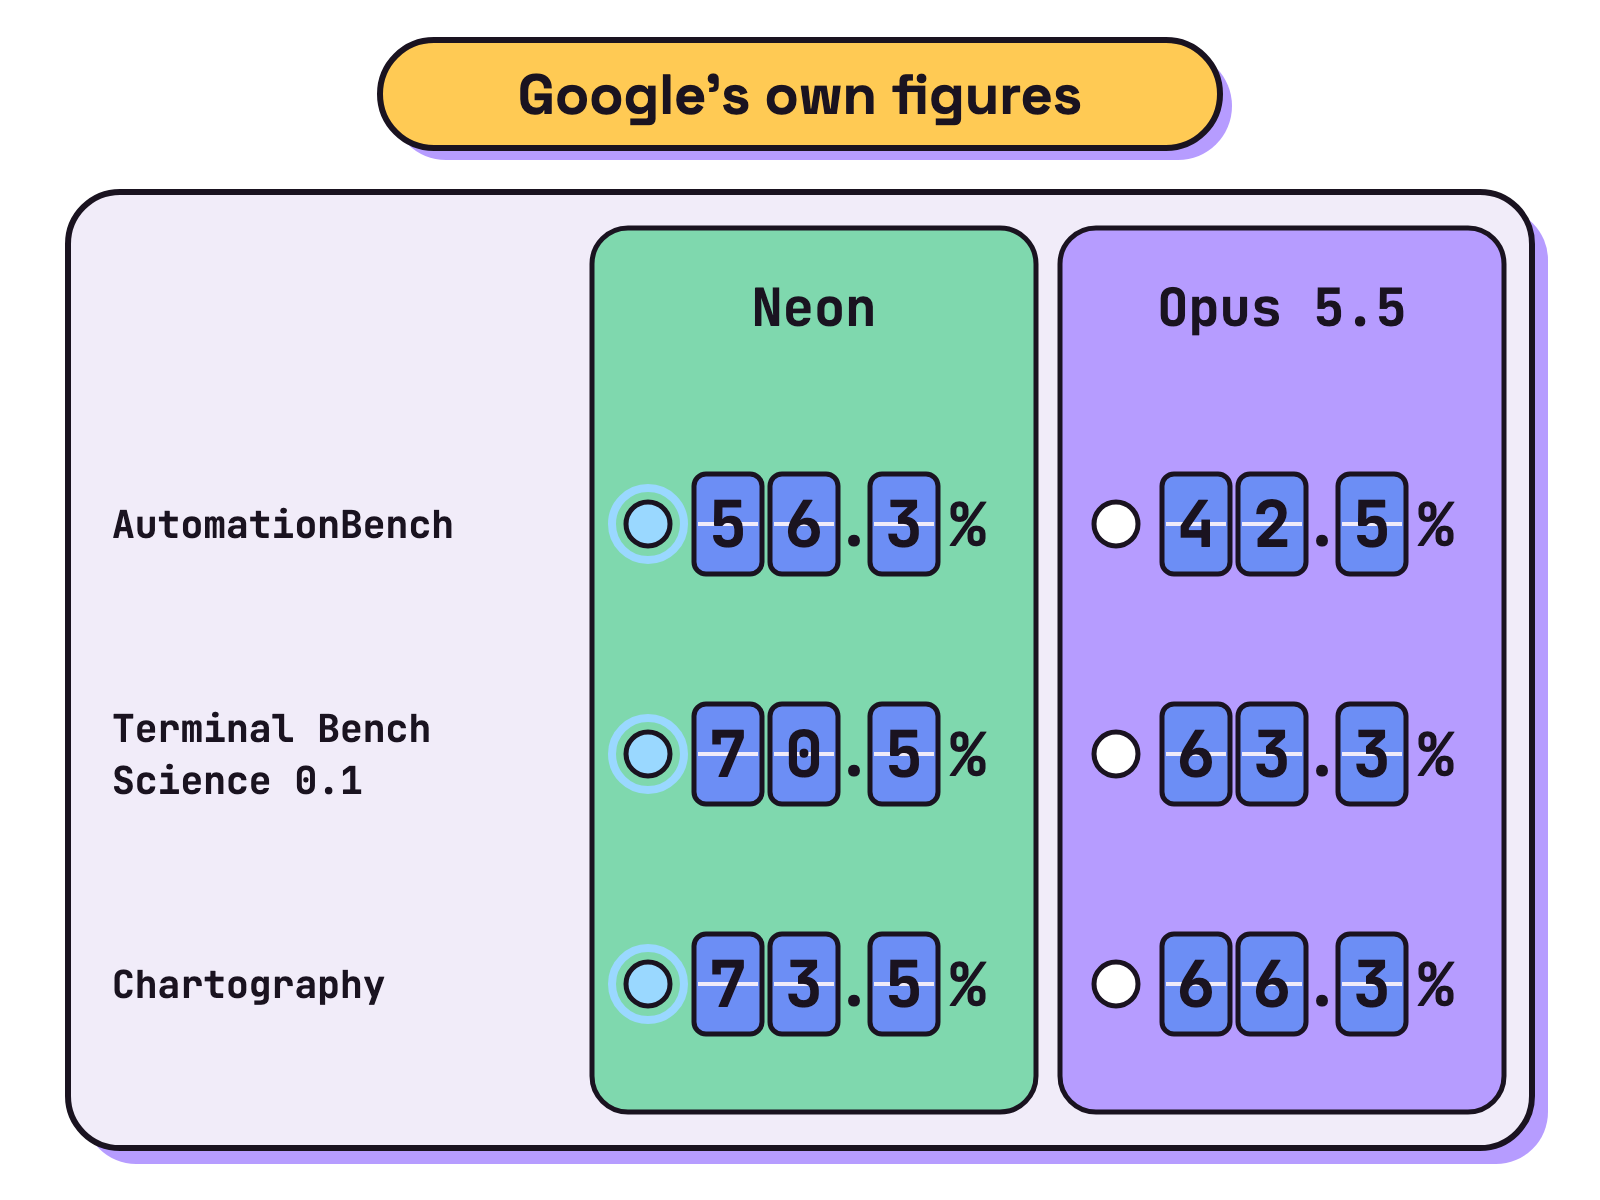 Google’s own figures
Neon Opus 5.5
AutomationBench 56.3% 42.5%
Terminal Bench
Science 0.1 70.5% 63.3%
Chartography 73.5% 66.3%